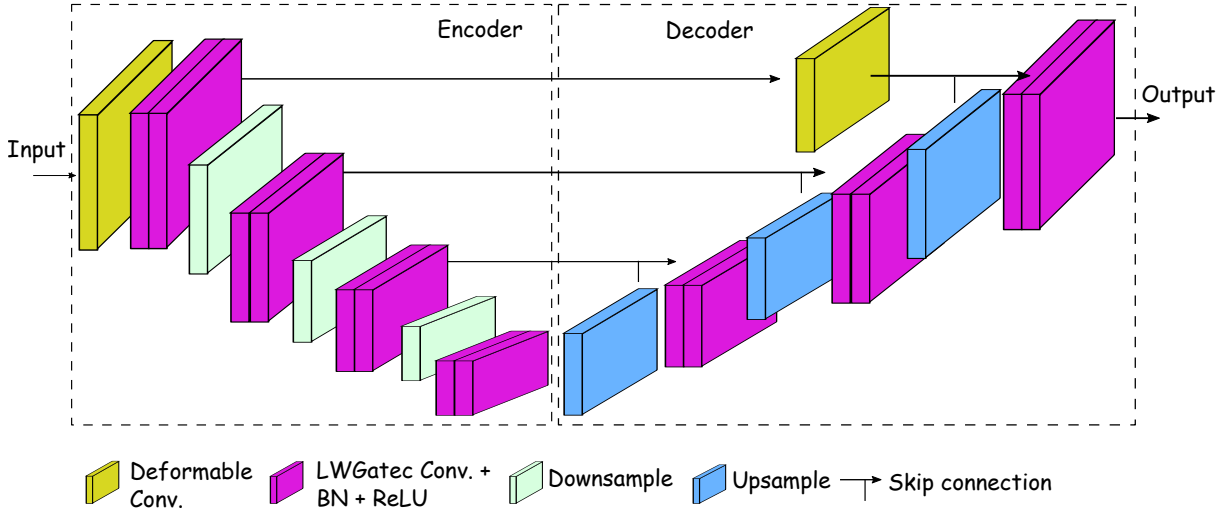 Encoder
Decoder
Input
Output
Deformable
Conv.
LWGatec Conv. +
BN + ReLU
Downsample
Upsample
Skip connection